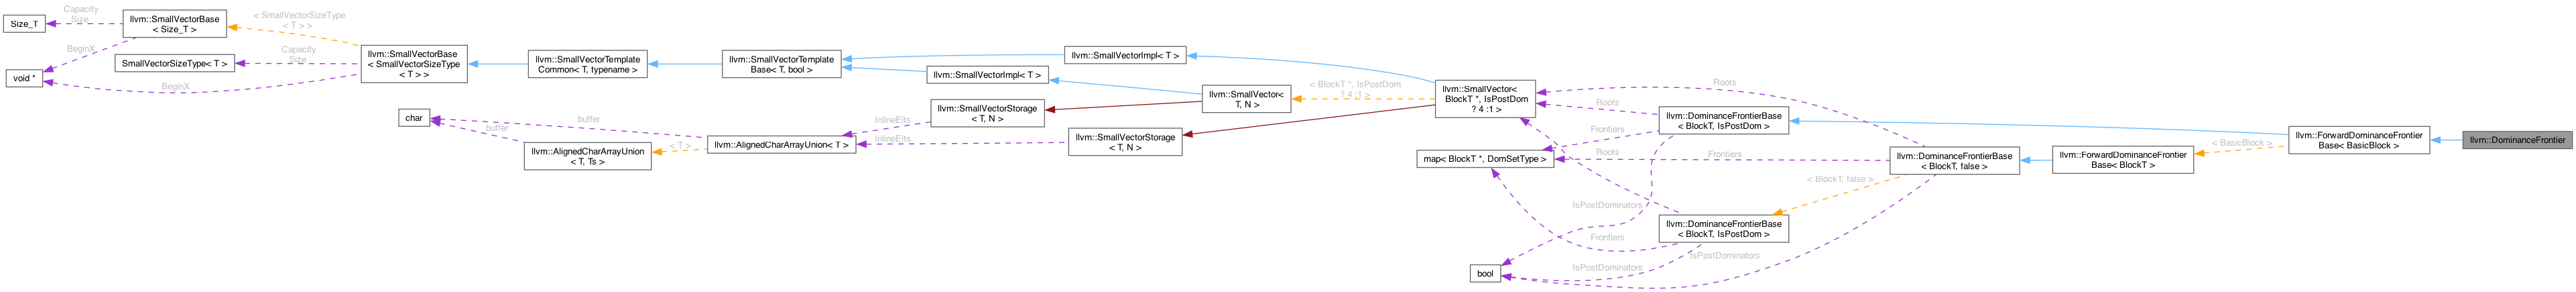 Size_T
Capacity
Size
llvm::SmallVectorBase
< Size_T >
< SmallVectorSizeType
< T > >
BeginX
void *
SmallVectorSizeType< T >
Capacity
Size
BeginX
llvm::SmallVectorBase
< SmallVectorSizeType
< T > >
llvm::SmallVectorTemplate
Common< T, typename >
llvm::SmallVectorTemplate
Base< T, bool >
llvm::SmallVectorImpl< T >
llvm::SmallVectorImpl< T >
char
buffer
buffer
llvm::AlignedCharArrayUnion
< T, Ts >
< T >
llvm::AlignedCharArrayUnion< T >
InlineElts
InlineElts
llvm::SmallVectorStorage
< T, N >
llvm::SmallVectorStorage
< T, N >
llvm::SmallVector<
T, N >
< BlockT *, IsPostDom
? 4 :1 >
llvm::SmallVector<
BlockT *, IsPostDom
? 4 :1 >
map< BlockT *, DomSetType >
bool
Roots
Roots
Frontiers
Roots
IsPostDominators
Frontiers
IsPostDominators
llvm::DominanceFrontierBase
< BlockT, IsPostDom >
llvm::DominanceFrontierBase
< BlockT, IsPostDom >
Frontiers
< BlockT, false >
IsPostDominators
llvm::DominanceFrontierBase
< BlockT, false >
llvm::ForwardDominanceFrontier
Base< BlockT >
< BasicBlock >
llvm::ForwardDominanceFrontier
Base< BasicBlock >
llvm::DominanceFrontier